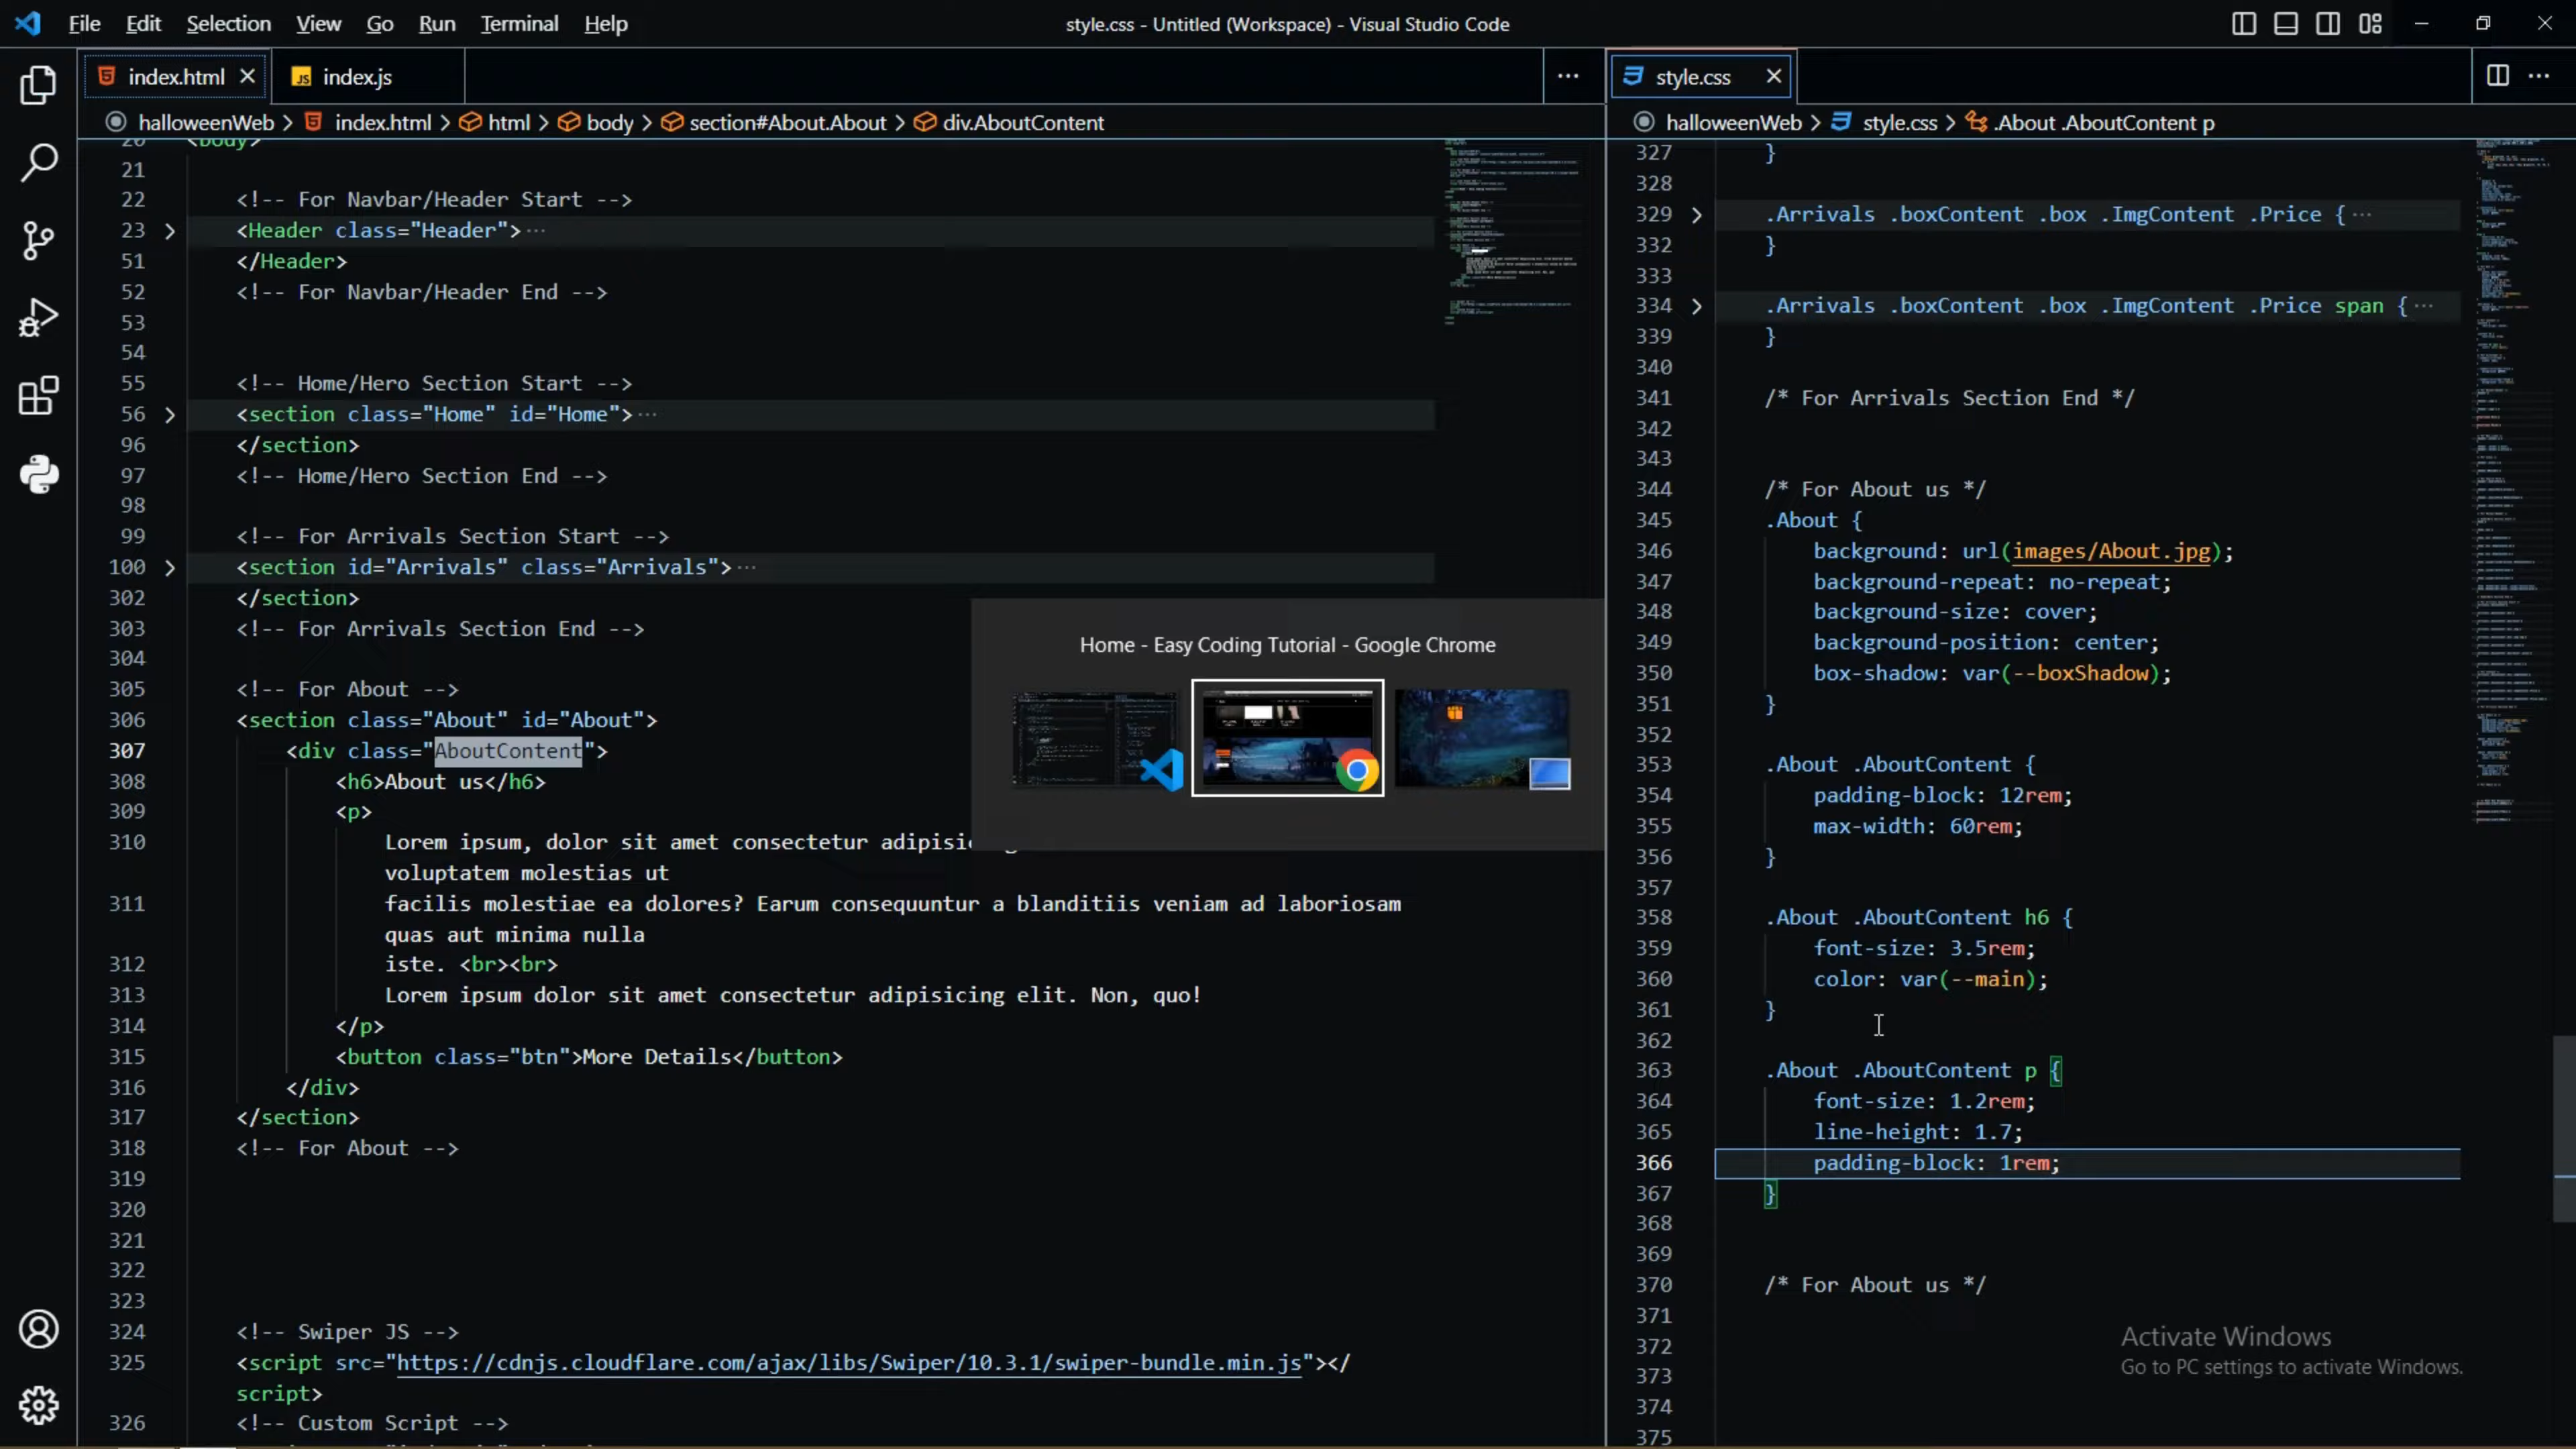 File Edit Selection View Go Run Terminal Help
style.css - Untitled (Workspace) - Visual Studio Code
index.html
JS index.js
halloweenWeb > index.html > html > body > section#About.About > div.AboutContent
20 <body>
21
22 <!-- For Navbar/Header Start -->
23 <Header class="Header">···
51 </Header>
52 <!-- For Navbar/Header End -->
53
54
55 <!-- Home/Hero Section Start -->
56 <section class="Home" id="Home">···
96 </section>
97 <!-- Home/Hero Section End -->
98
99 <!-- For Arrivals Section Start -->
100 <section id="Arrivals" class="Arrivals">···
302 </section>
303 <!-- For Arrivals Section End -->
304
305 <!-- For About -->
306 <section class="About" id="About">
307 <div class="AboutContent">
308 <h6>About us</h6>
309 <p>
310 Lorem ipsum, dolor sit amet consectetur adipisicing
voluptatem molestias ut
311 facilis molestiae ea dolores? Earum consequuntur a blanditiis veniam ad laboriosam
quas aut minima nulla
312 iste. <br><br>
313 Lorem ipsum dolor sit amet consectetur adipisicing elit. Non, quo!
314 </p>
315 <button class="btn">More Details</button>
316 </div>
317 </section>
318 <!-- For About -->
319
320
321
322
323
324 <!-- Swiper JS -->
325 <script src="https://cdnjs.cloudflare.com/ajax/libs/Swiper/10.3.1/swiper-bundle.min.js"></
script>
326 <!-- Custom Script -->
Home - Easy Coding Tutorial - Google Chrome
style.css
halloweenWeb > style.css > .About .AboutContent p
327 }
328
329 .Arrivals .boxContent .box .ImgContent .Price {···
332 }
333
334 .Arrivals .boxContent .box .ImgContent .Price span {···
339 }
340
341 /* For Arrivals Section End */
342
343
344 /* For About us */
345 .About {
346 background: url(images/About.jpg);
347 background-repeat: no-repeat;
348 background-size: cover;
349 background-position: center;
350 box-shadow: var(--boxShadow);
351 }
352
353 .About .AboutContent {
354 padding-block: 12rem;
355 max-width: 60rem;
356 }
357
358 .About .AboutContent h6 {
359 font-size: 3.5rem;
360 color: var(--main);
361 }
362
363 .About .AboutContent p {
364 font-size: 1.2rem;
365 line-height: 1.7;
366 padding-block: 1rem;
367 }
368
369
370 /* For About us */
371
372
373
374
375
Activate Windows
Go to PC settings to activate Windows.